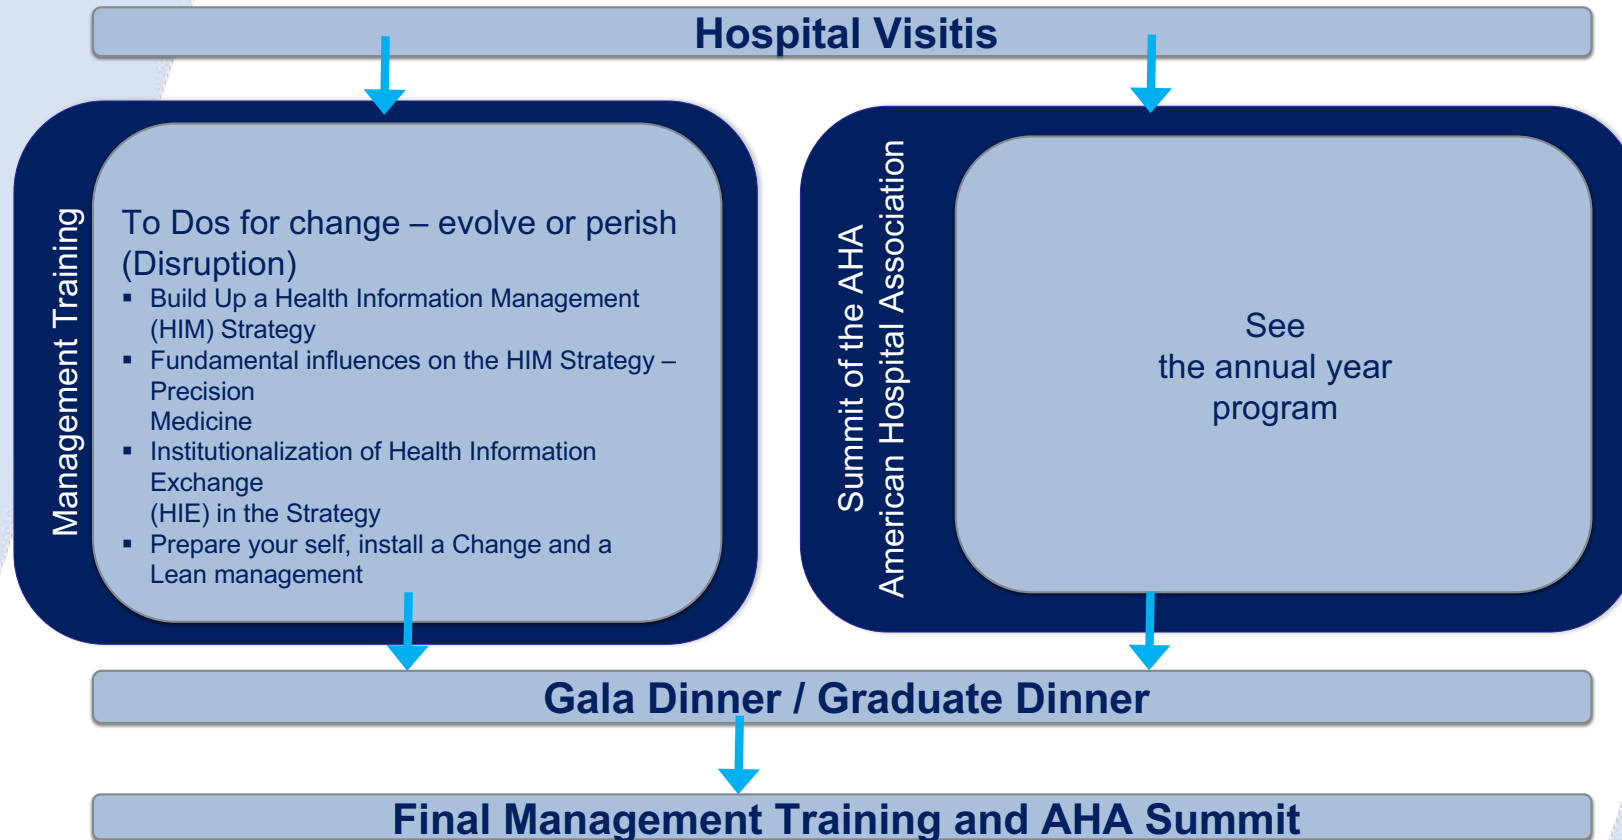 Hospital Visitis
Management Training
To Dos for change – evolve or perish
(Disruption)
▪ Build Up a Health Information Management
(HIM) Strategy
▪ Fundamental influences on the HIM Strategy –
Precision
Medicine
▪ Institutionalization of Health Information
Exchange
(HIE) in the Strategy
▪ Prepare your self, install a Change and a
Lean management
Summit of the AHA
American Hospital Association
See
the annual year
program
Gala Dinner / Graduate Dinner
Final Management Training and AHA Summit